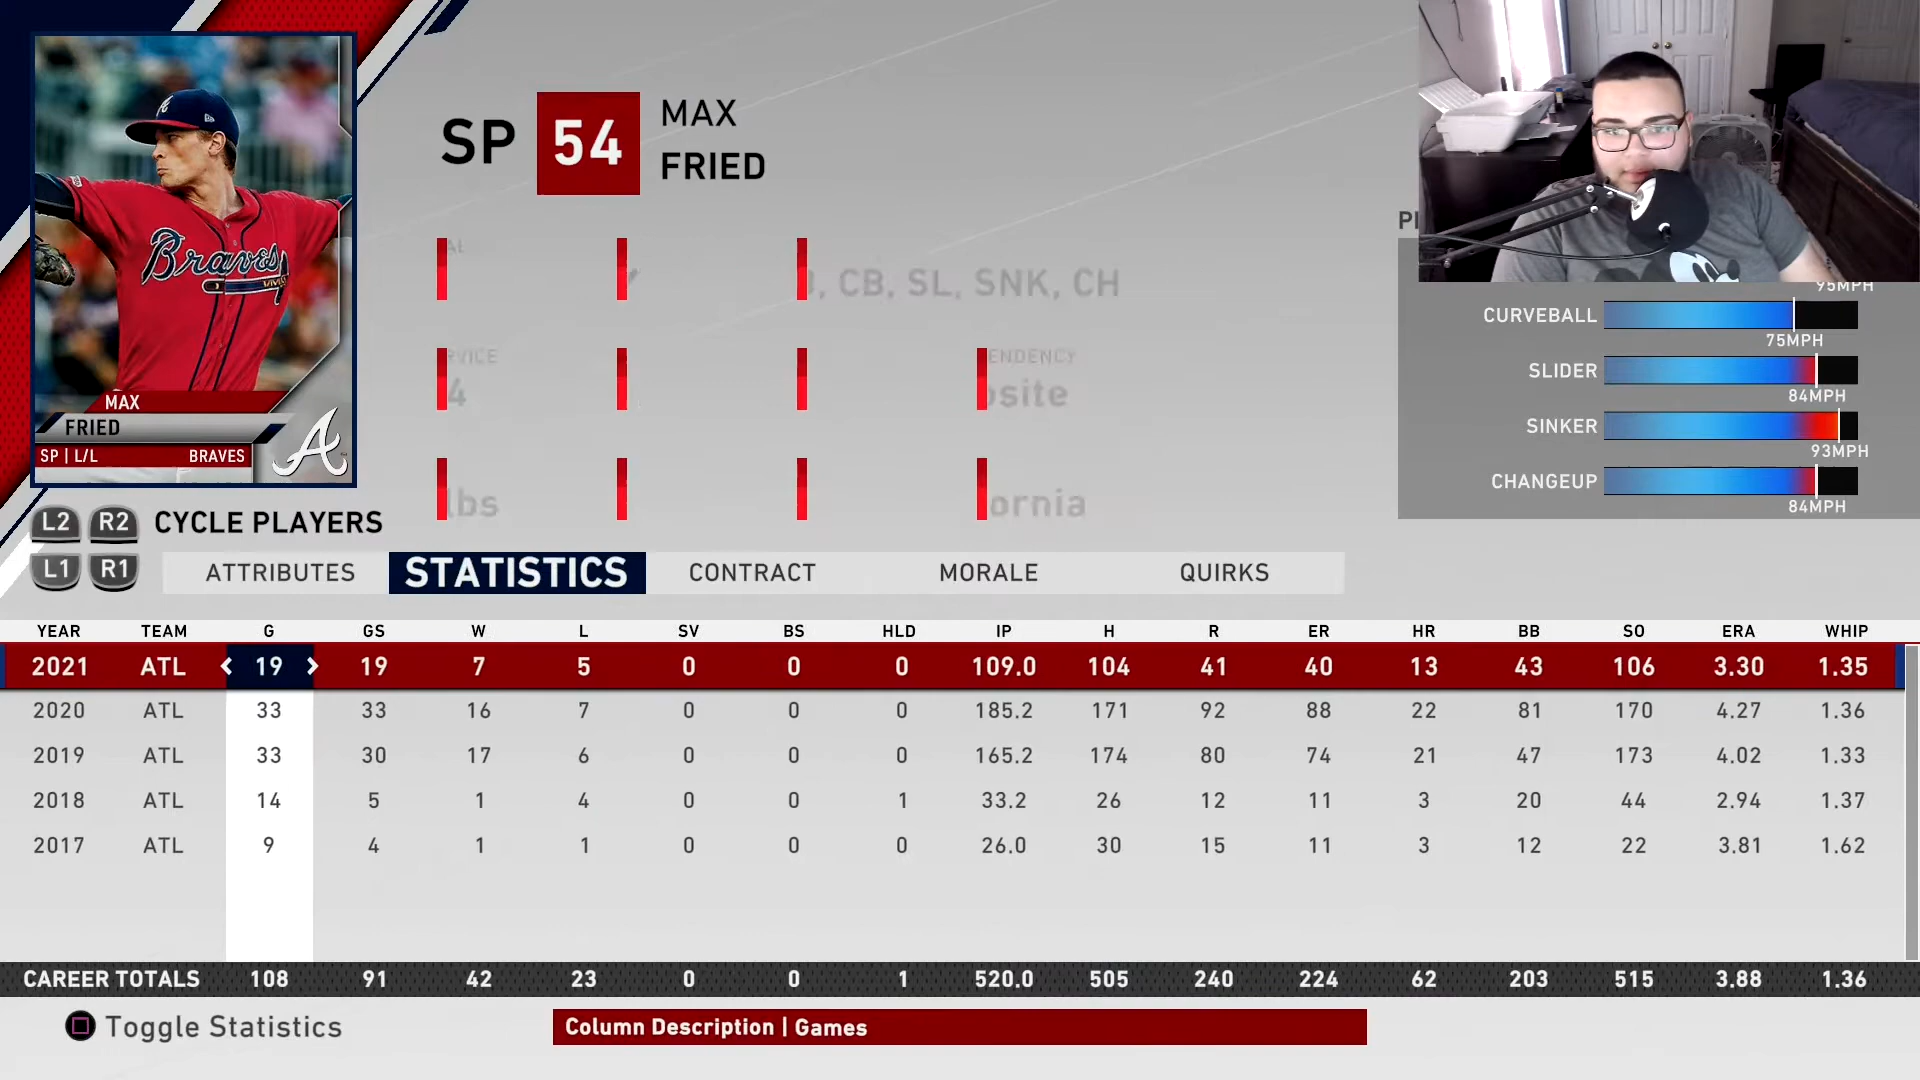 SP 54 MAX
FRIED
Braves
MAX
FRIED
SP | L/L BRAVES
, CB, SL, SNK, CH
4
lbs
95MPH
CURVEBALL
75MPH
SLIDER
84MPH
SINKER
93MPH
CHANGEUP
84MPH
L2 R2 CYCLE PLAYERS
L1 R1
ATTRIBUTES STATISTICS CONTRACT MORALE QUIRKS
YEAR TEAM G GS W L SV BS HLD IP H R ER HR BB SO ERA WHIP
2021 ATL < 19 > 19 7 5 0 0 0 109.0 104 41 40 13 43 106 3.30 1.35
2020 ATL 33 33 16 7 0 0 0 185.2 171 92 88 22 81 170 4.27 1.36
2019 ATL 33 30 17 6 0 0 0 165.2 174 80 74 21 47 173 4.02 1.33
2018 ATL 14 5 1 4 0 0 1 33.2 26 12 11 3 20 44 2.94 1.37
2017 ATL 9 4 1 1 0 0 0 26.0 30 15 11 3 12 22 3.81 1.62
CAREER TOTALS 108 91 42 23 0 0 1 520.0 505 240 224 62 203 515 3.88 1.36
Toggle Statistics
Column Description | Games